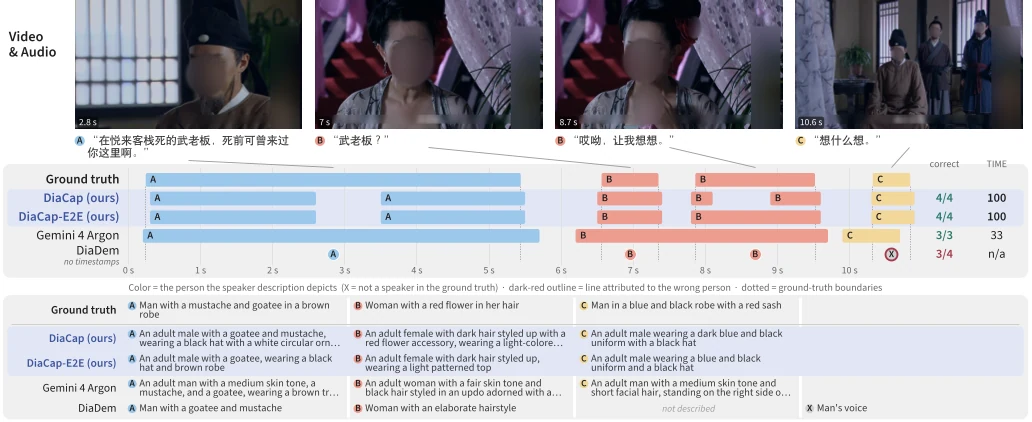 Video
& Audio
2.8 s
7 s
8.7 s
10.6 s
A “在悦来客栈死的武老板，死前可曾来过
你这里啊。”
B “武老板？”
B “哎呦，让我想想。”
C “想什么想。”
correct TIME
Ground truth A B B C
DiaCap (ours) A A B B B C 4/4 100
DiaCap-E2E (ours) A A B B C 4/4 100
Gemini 4 Argon A B C 3/3 33
DiaDem A B B X 3/4 n/a
no timestamps
0 s 1 s 2 s 3 s 4 s 5 s 6 s 7 s 8 s 9 s 10 s
Color = the person the speaker description depicts (X = not a speaker in the ground truth) · dark-red outline = line attributed to the wrong person · dotted = ground-truth boundaries
Ground truth
A Man with a mustache and goatee in a brown
robe
B Woman with a red flower in her hair
C Man in a blue and black robe with a red sash
DiaCap (ours)
A An adult male with a goatee and mustache,
wearing a black hat with a white circular orn…
B An adult female with dark hair styled up with a
red flower accessory, wearing a light-colore…
C An adult male wearing a dark blue and black
uniform with a black hat
DiaCap-E2E (ours)
A An adult male with a goatee, wearing a black
hat and brown robe
B An adult female with dark hair styled up,
wearing a light patterned top
C An adult male wearing a blue and black
uniform and a black hat
Gemini 4 Argon
A An adult man with a medium skin tone, a
mustache, and a goatee, wearing a brown tr…
B An adult woman with a fair skin tone and
black hair styled in an updo adorned with a…
C An adult man with a medium skin tone and
short facial hair, standing on the right side o…
DiaDem
A Man with a goatee and mustache
B Woman with an elaborate hairstyle
not described
X Man's voice